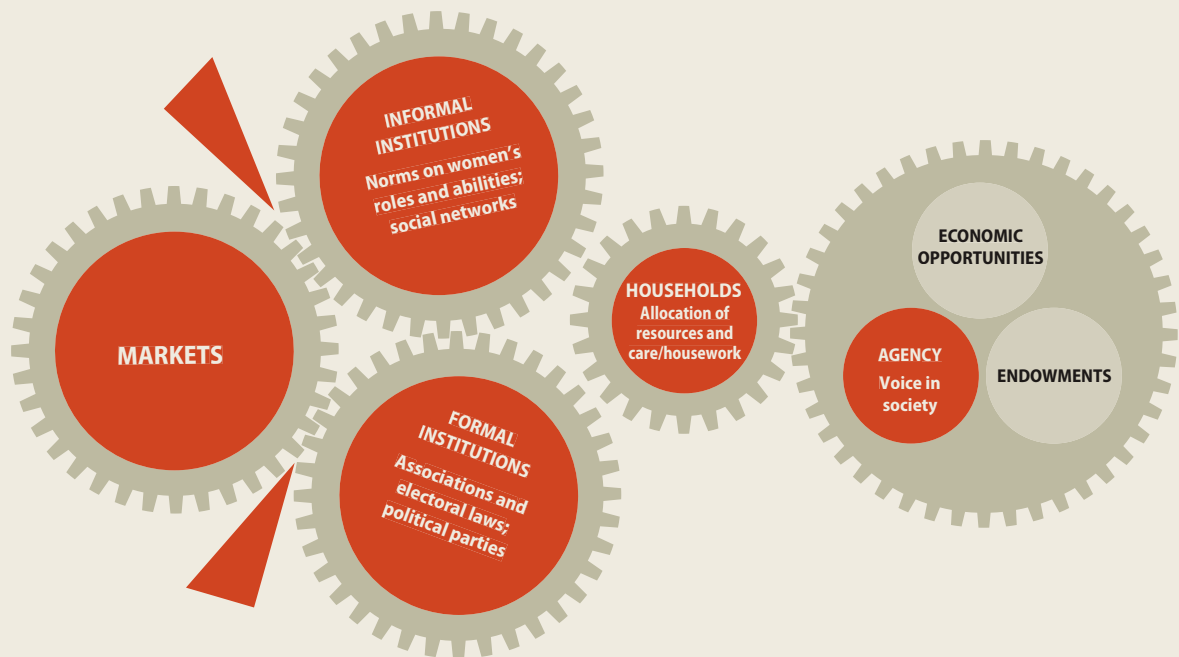 INFORMAL
INSTITUTIONS
Norms on women’s
roles and abilities;
social networks
MARKETS
FORMAL
INSTITUTIONS
Associations and
electoral laws;
political parties
HOUSEHOLDS
Allocation of
resources and
care/housework
ECONOMIC
OPPORTUNITIES
AGENCY
Voice in
society
ENDOWMENTS